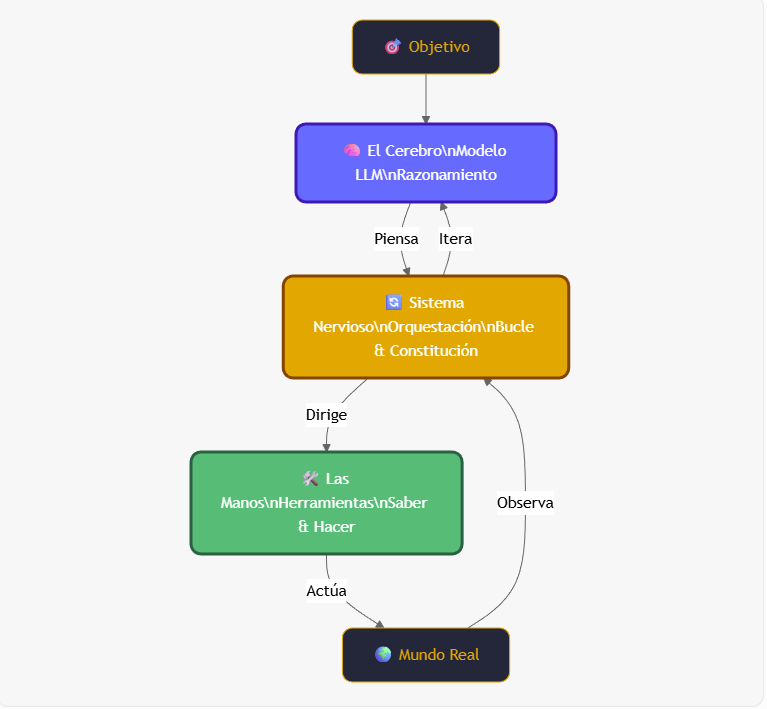 🎯 Objetivo
🧠 El Cerebro\nModelo
LLM\nRazonamiento
Piensa
Itera
🔄 Sistema
Nervioso\nOrquestación\nBucle
& Constitución
Dirige
🛠️ Las
Manos\nHerramientas\nSaber
& Hacer
Observa
Actúa
🌍 Mundo Real